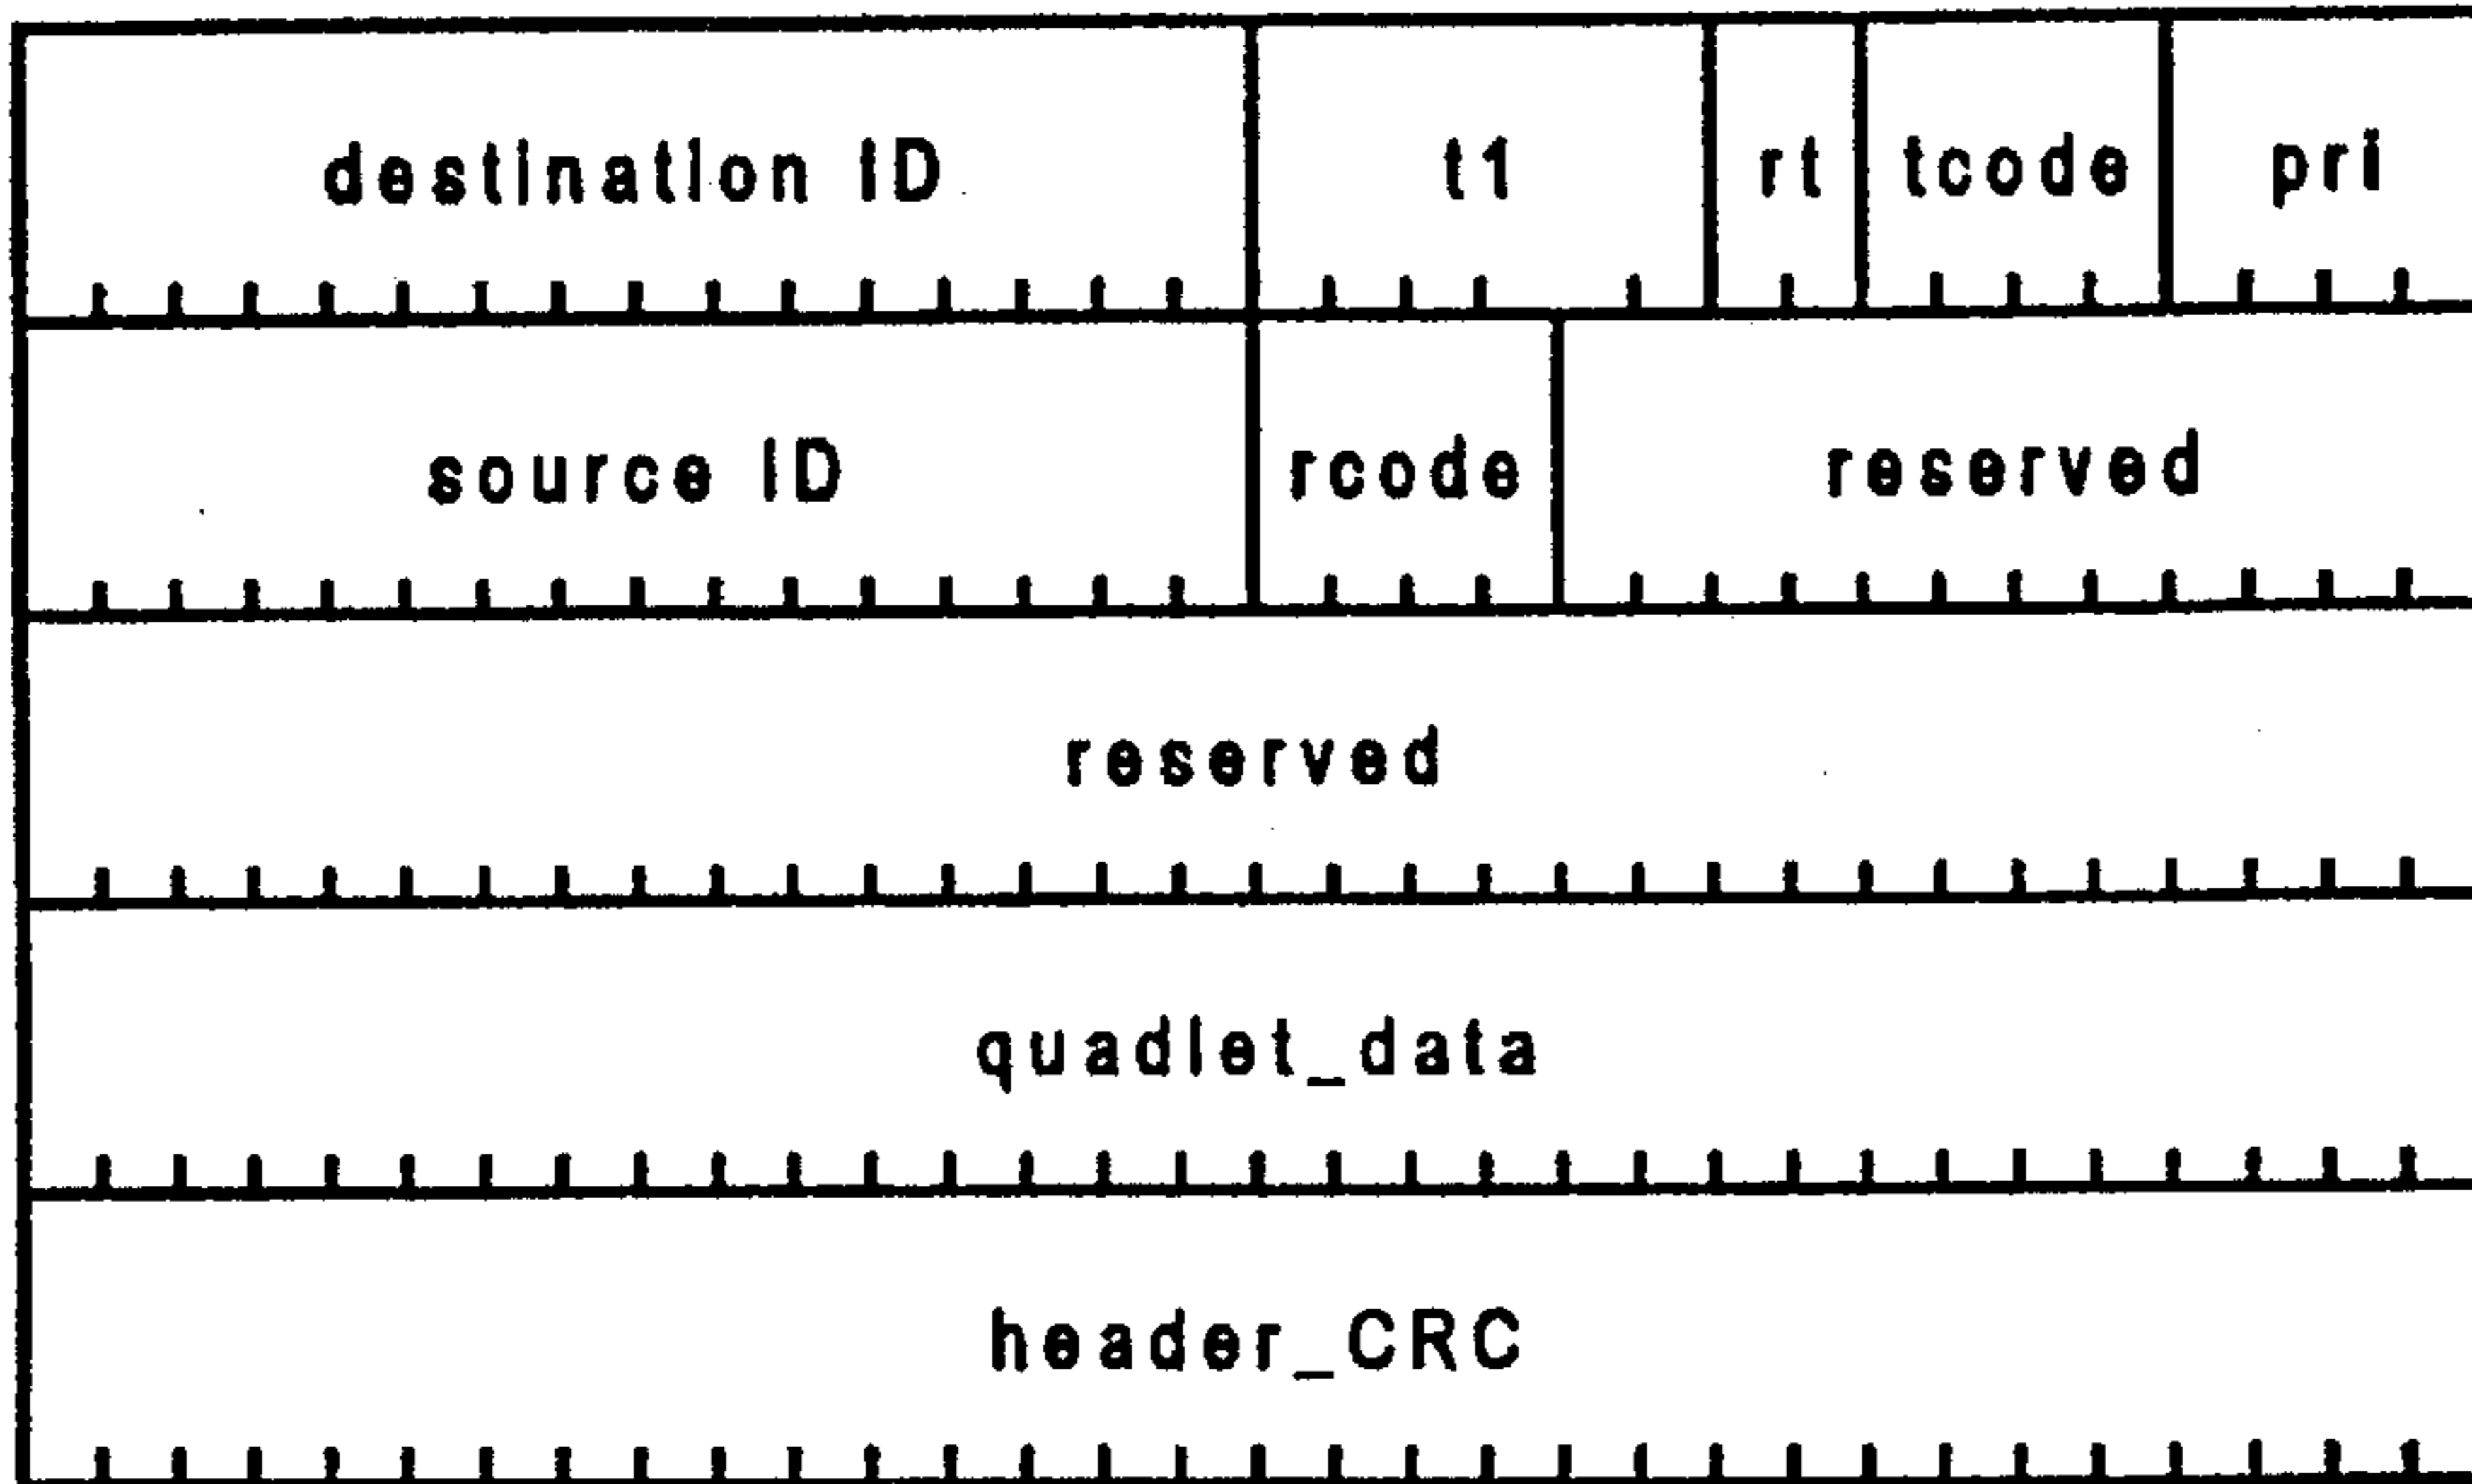 destination ID t1 rt tcode pri
source ID rcode reserved
reserved
quadlet_data
header_CRC